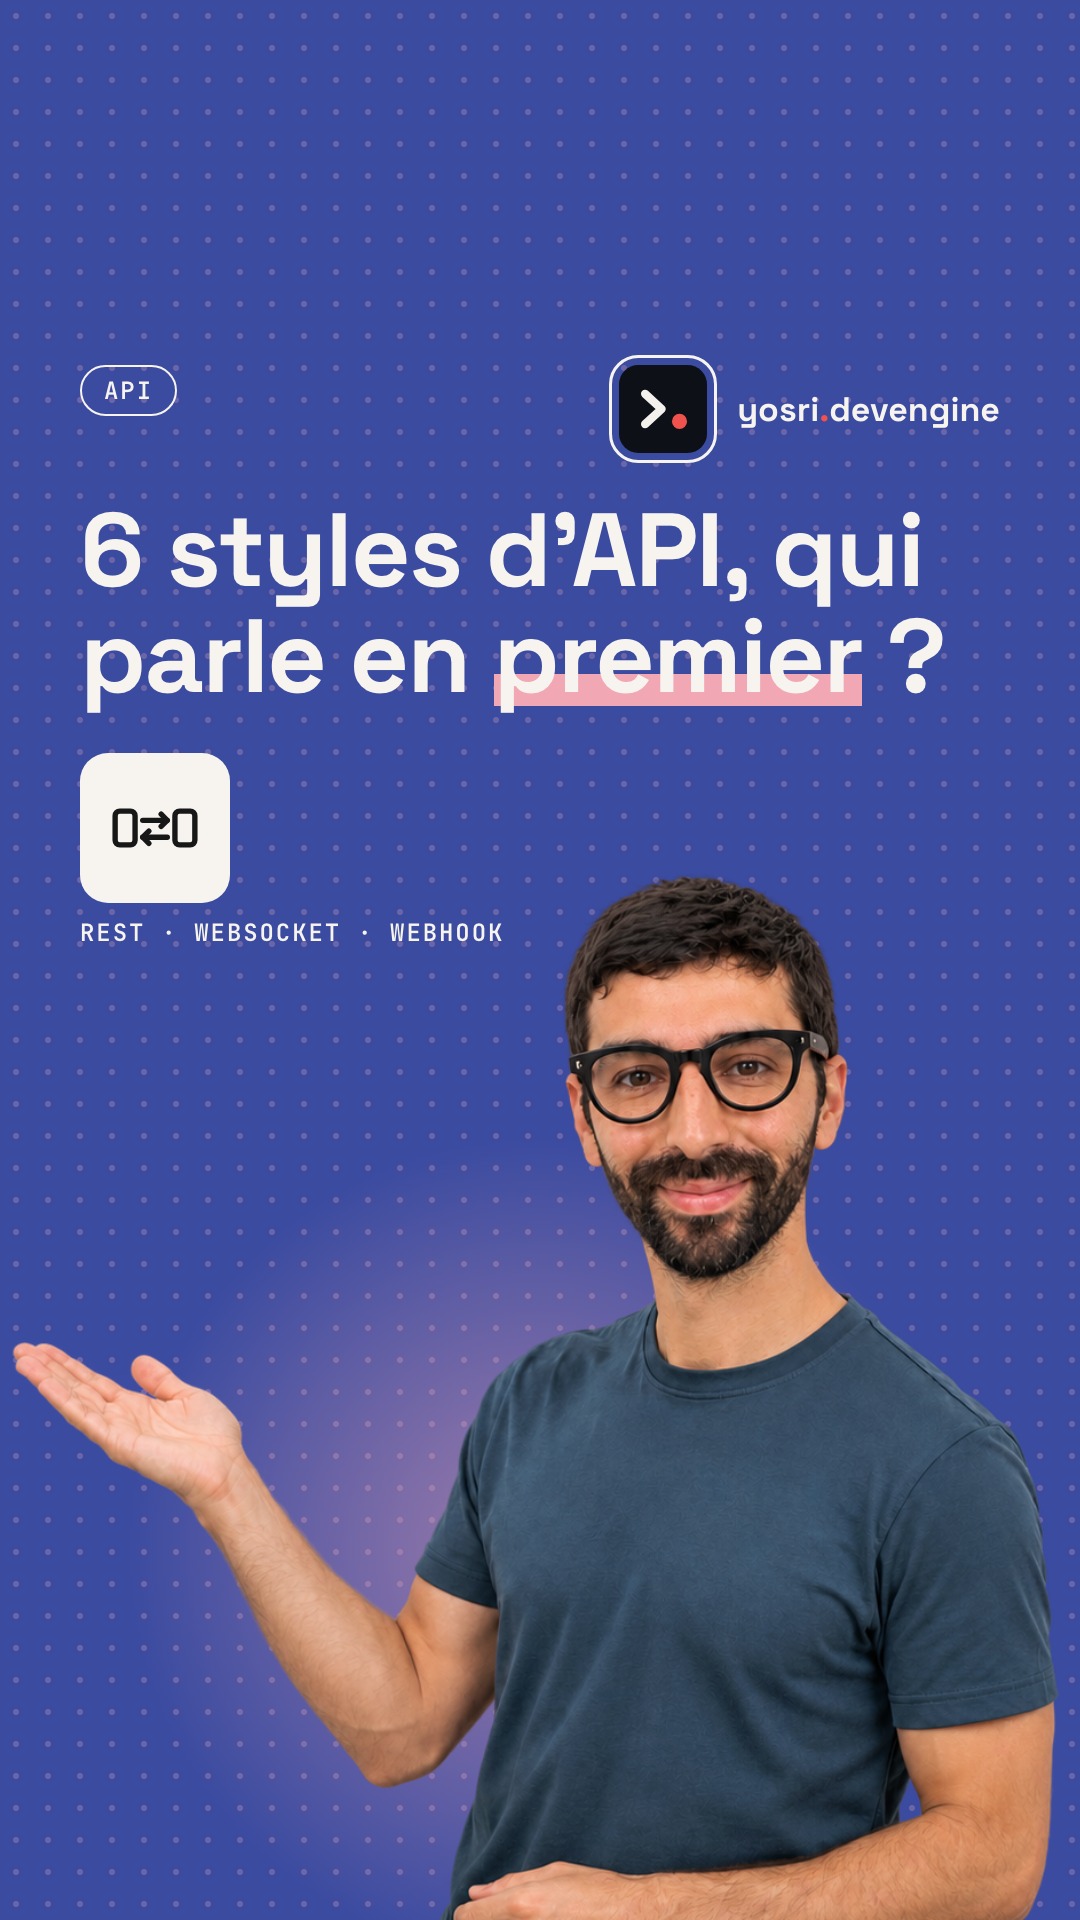 API
yosri.devengine
6 styles d’API, qui
parle en premier ?
REST · WEBSOCKET · WEBHOOK